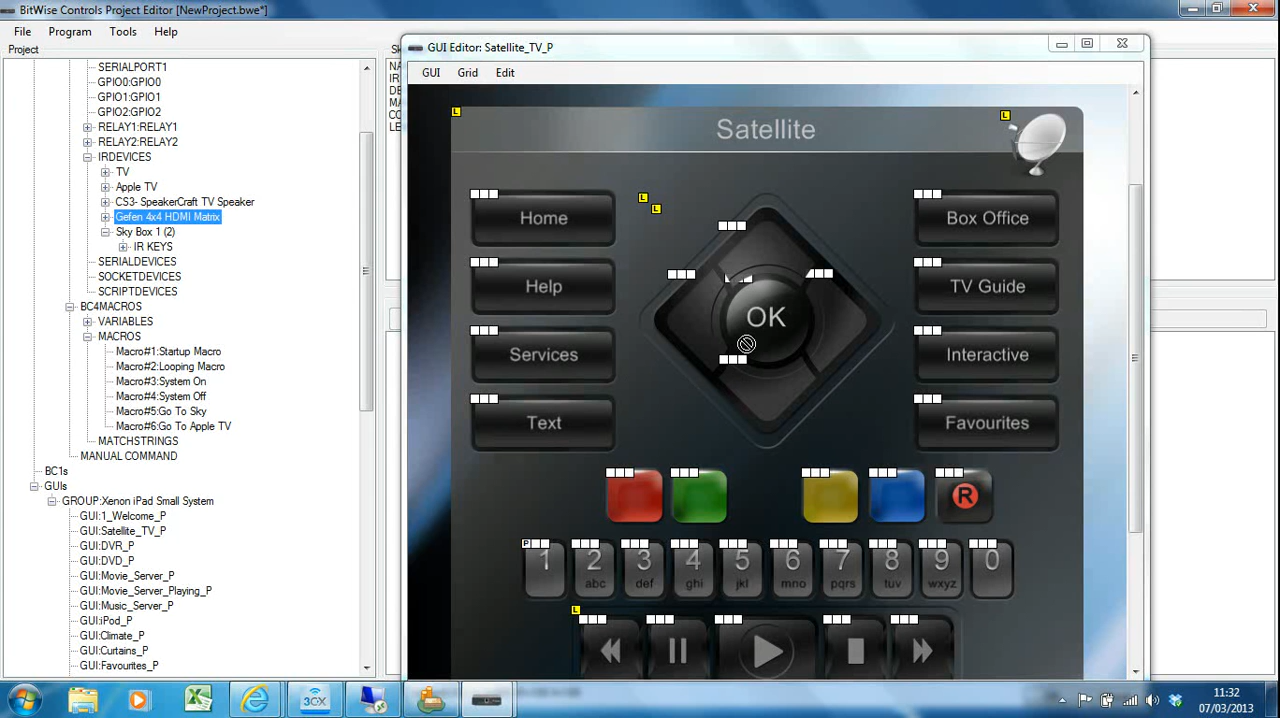 BitWise Controls Project Editor [NewProject.bwe*]
File Program Tools Help
Project
SERIALPORT1
GPIO0:GPIO0
GPIO1:GPIO1
GPIO2:GPIO2
RELAY1:RELAY1
RELAY2:RELAY2
IRDEVICES
TV
Apple TV
CS3- SpeakerCraft TV Speaker
Gefen 4x4 HDMI Matrix
Sky Box 1 (2)
IR KEYS
SERIALDEVICES
SOCKETDEVICES
SCRIPTDEVICES
BC4MACROS
VARIABLES
MACROS
Macro#1:Startup Macro
Macro#2:Looping Macro
Macro#3:System On
Macro#4:System Off
Macro#5:Go To Sky
Macro#6:Go To Apple TV
MATCHSTRINGS
MANUAL COMMAND
BC1s
GUIs
GROUP:Xenon iPad Small System
GUI:1_Welcome_P
GUI:Satellite_TV_P
GUI:DVR_P
GUI:DVD_P
GUI:Movie_Server_P
GUI:Movie_Server_Playing_P
GUI:Music_Server_P
GUI:iPod_P
GUI:Climate_P
GUI:Curtains_P
GUI:Favourites_P
GUI Editor: Satellite_TV_P
GUI Grid Edit
L Satellite L
Home L L Box Office
Help TV Guide
OK
Services Interactive
Text Favourites
R
P 1 2 3 4 5 6 7 8 9 0
abc def ghi jkl mno pqrs tuv wxyz
L
3CX
11:32
07/03/2013